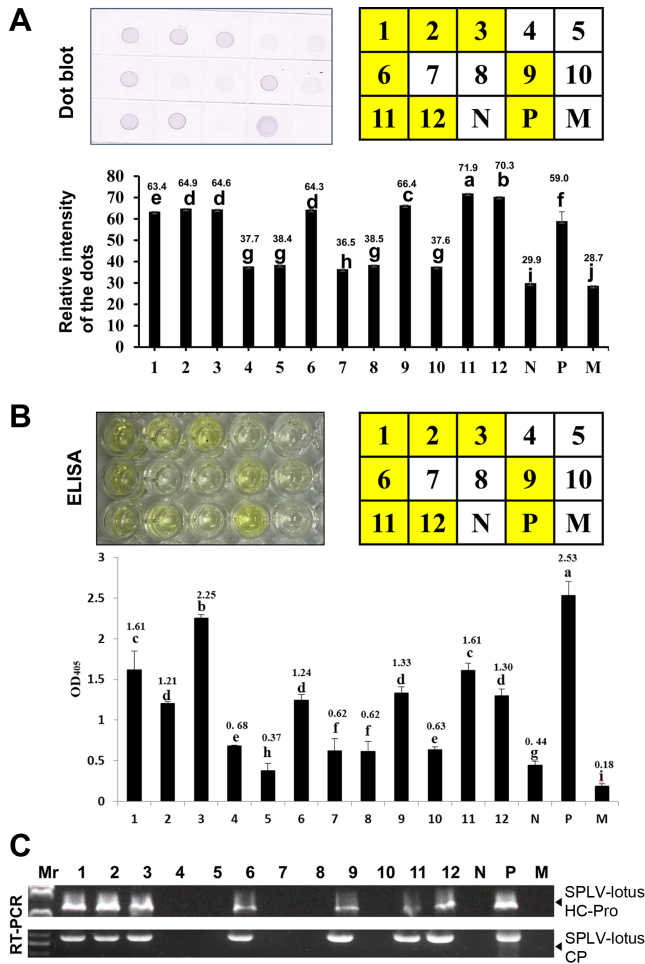 A
Dot blot
1 2 3 4 5
6 7 8 9 10
11 12 N P M
Relative intensity
of the dots
80
70
60
50
40
30
20
10
0
63.4 64.9 64.6 37.7 38.4 64.3 36.5 38.5 66.4 37.6 71.9 70.3 29.9 59.0 28.7
e d d g g d h g c g a b i f j
1 2 3 4 5 6 7 8 9 10 11 12 N P M
B
ELISA
1 2 3 4 5
6 7 8 9 10
11 12 N P M
OD405
3
2.5
2
1.5
1
0.5
0
1.61 1.21 2.25 0. 68 0.37 1.24 0.62 0.62 1.33 0.63 1.61 1.30 0. 44 2.53 0.18
c d b e h d f f d e c d g a i
1 2 3 4 5 6 7 8 9 10 11 12 N P M
C
RT-PCR
Mr 1 2 3 4 5 6 7 8 9 10 11 12 N P M
SPLV-lotus
HC-Pro
SPLV-lotus
CP